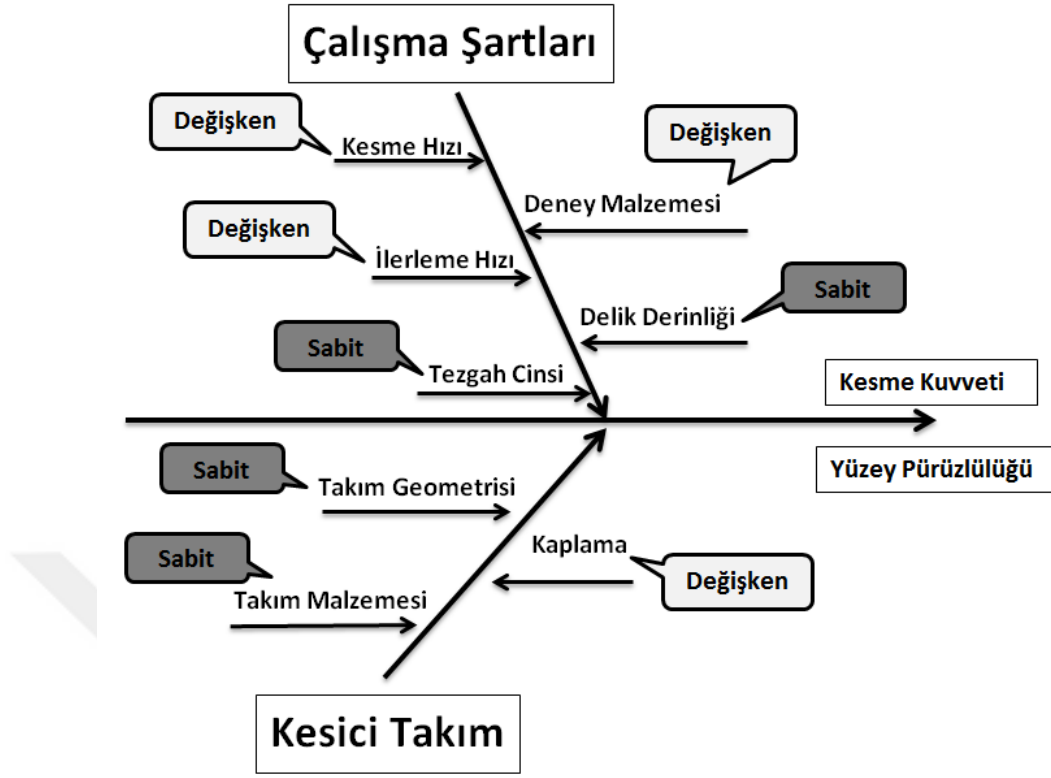 Çalışma Şartları
Değişken
Kesme Hızı
Değişken
Deney Malzemesi
Değişken
İlerleme Hızı
Sabit
Delik Derinliği
Sabit
Tezgah Cinsi
Kesme Kuvveti
Yüzey Pürüzlülüğü
Sabit
Takım Geometrisi
Kaplama
Değişken
Sabit
Takım Malzemesi
Kesici Takım